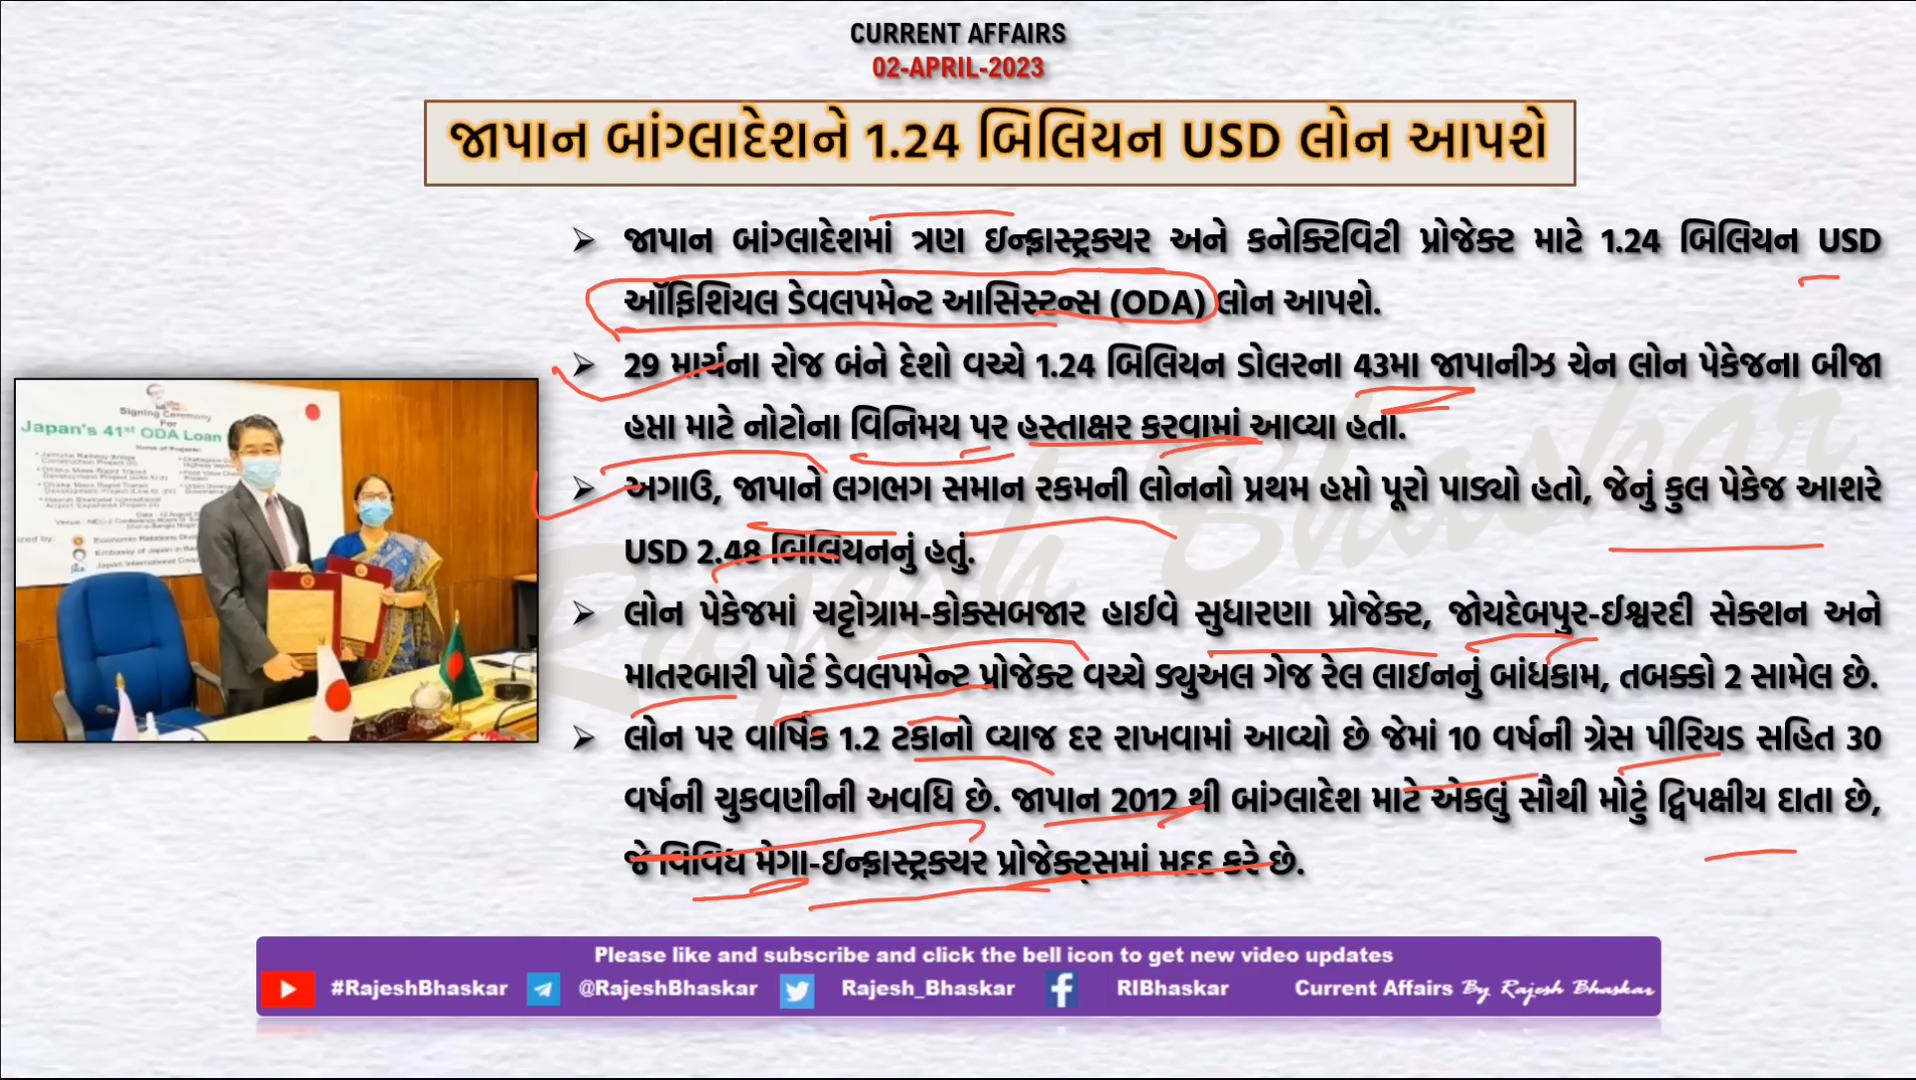 CURRENT AFFAIRS
02-APRIL-2023
જાપાન બાંગ્લાદેશને 1.24 બિલિયન USD લોન આપશે
➢ જાપાન બાંગ્લાદેશમાં ત્રણ ઇન્ફ્રાસ્ટ્રક્ચર અને કનેક્ટિવિટી પ્રોજેક્ટ માટે 1.24 બિલિયન USD
ઑફિશિયલ ડેવલપમેન્ટ આસિસ્ટન્સ (ODA) લોન આપશે.
➢ 29 માર્ચના રોજ બંને દેશો વચ્ચે 1.24 બિલિયન ડોલરના 43મા જાપાનીઝ યેન લોન પેકેજના બીજા
હપ્તા માટે નોટોના વિનિમય પર હસ્તાક્ષર કરવામાં આવ્યા હતા.
➢ અગાઉ, જાપાને લગભગ સમાન રકમની લોનનો પ્રથમ હપ્તો પૂરો પાડ્યો હતો, જેનું કુલ પેકેજ આશરે
USD 2.48 બિલિયનનું હતું.
➢ લોન પેકેજમાં ચટ્ટોગ્રામ-કોક્સબજાર હાઈવે સુધારણા પ્રોજેક્ટ, જોયદેબપુર-ઈશ્વરદી સેક્શન અને
માતરબારી પોર્ટ ડેવલપમેન્ટ પ્રોજેક્ટ વચ્ચે ડ્યુઅલ ગેજ રેલ લાઇનનું બાંધકામ, તબક્કો 2 સામેલ છે.
➢ લોન પર વાર્ષિક 1.2 ટકાનો વ્યાજ દર રાખવામાં આવ્યો છે જેમાં 10 વર્ષની ગ્રેસ પીરિયડ સહિત 30
વર્ષની ચુકવણીની અવધિ છે. જાપાન 2012 થી બાંગ્લાદેશ માટે એકલું સૌથી મોટું દ્વિપક્ષીય દાતા છે,
જે વિવિધ મેગા-ઇન્ફ્રાસ્ટ્રક્ચર પ્રોજેક્ટ્સમાં મદદ કરે છે.
Signing Ceremony
For
Japan's 41st ODA Loan
Rajesh Bhaskar
Please like and subscribe and click the bell icon to get new video updates
#RajeshBhaskar @RajeshBhaskar Rajesh_Bhaskar RIBhaskar Current Affairs By Rajesh Bhaskar